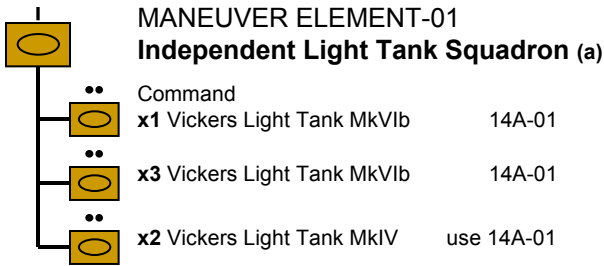 MANEUVER ELEMENT-01
Independent Light Tank Squadron (a)
Command
x1 Vickers Light Tank MkVIb 14A-01
x3 Vickers Light Tank MkVIb 14A-01
x2 Vickers Light Tank MkIV use 14A-01